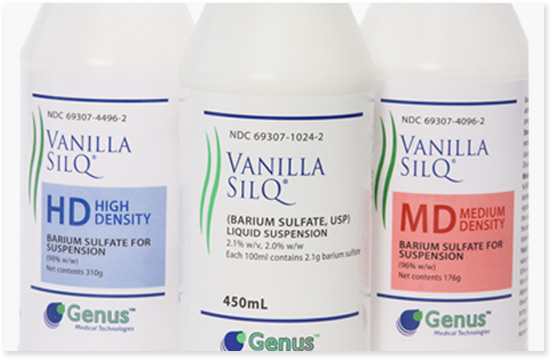 NDC 69307-4496-2
VANILLA
SILQ®
HD HIGH
DENSITY
BARIUM SULFATE FOR
SUSPENSION
(98% w/w)
Net contents 310g
Genus™
Medical Technologies
NDC 69307-1024-2
VANILLA
SILQ®
(BARIUM SULFATE, USP)
LIQUID SUSPENSION
2.1% w/v, 2.0% w/w
Each 100ml contains 2.1g barium sulfate
450mL
Genus™
NDC 69307-4096-2
VANILLA
SILQ®
MD MEDIUM
DENSITY
BARIUM SULFATE FOR
SUSPENSION
(96% w/w)
Net contents 176g
Genus™
Medical Technologies